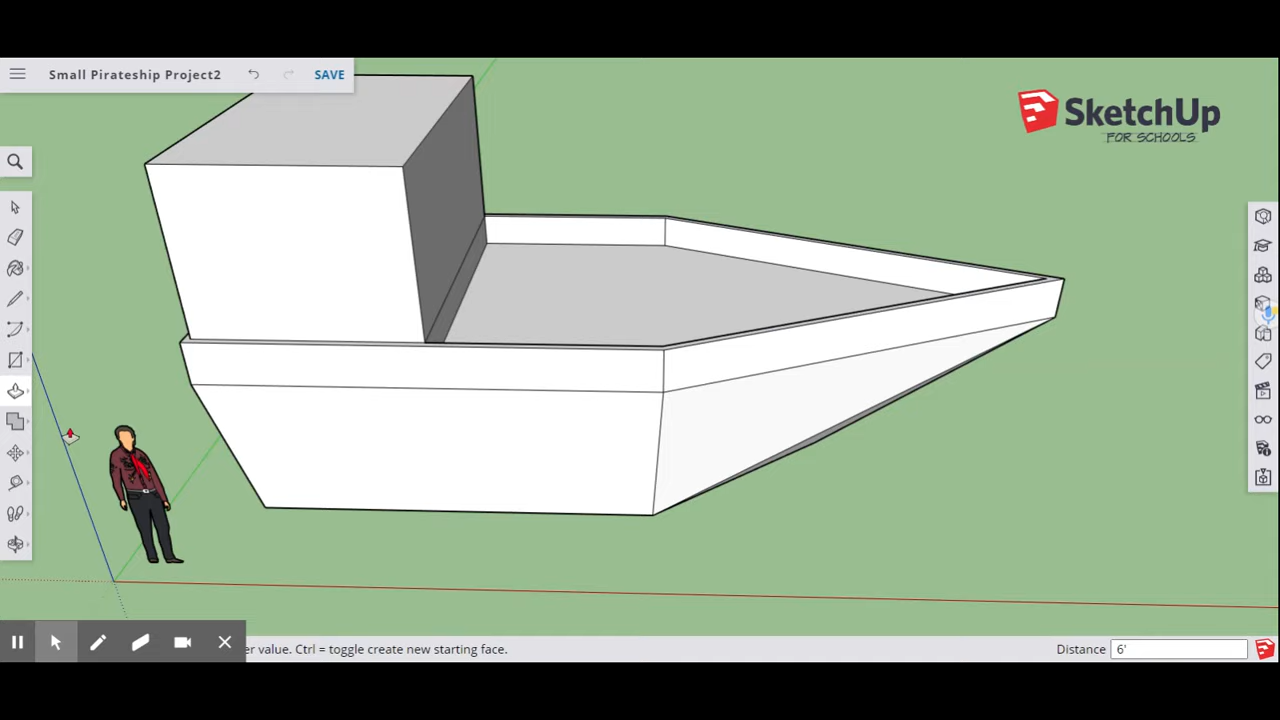 Small Pirateship Project2
SAVE
SketchUp
FOR SCHOOLS
er value. Ctrl = toggle create new starting face.
Distance
6'